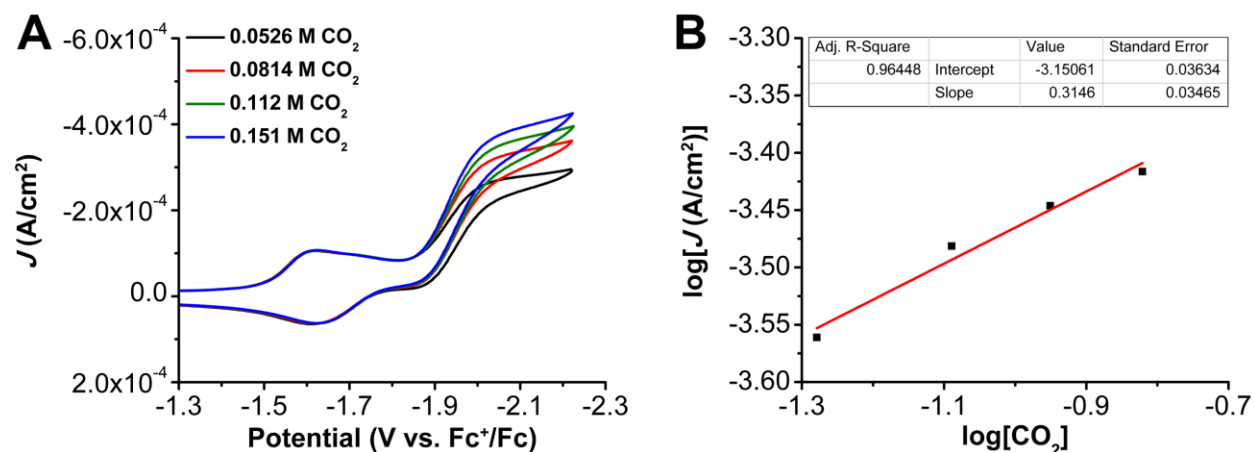 A
-6.0x10⁻⁴
-4.0x10⁻⁴
-2.0x10⁻⁴
0.0
2.0x10⁻⁴
J (A/cm²)
0.0526 M CO₂
0.0814 M CO₂
0.112 M CO₂
0.151 M CO₂
-1.3 -1.5 -1.7 -1.9 -2.1 -2.3
Potential (V vs. Fc⁺/Fc)
B
-3.30
-3.35
-3.40
-3.45
-3.50
-3.55
-3.60
log[J (A/cm²)]
Adj. R-Square Value Standard Error
0.96448 Intercept -3.15061 0.03634
Slope 0.3146 0.03465
-1.3 -1.1 -0.9 -0.7
log[CO₂]